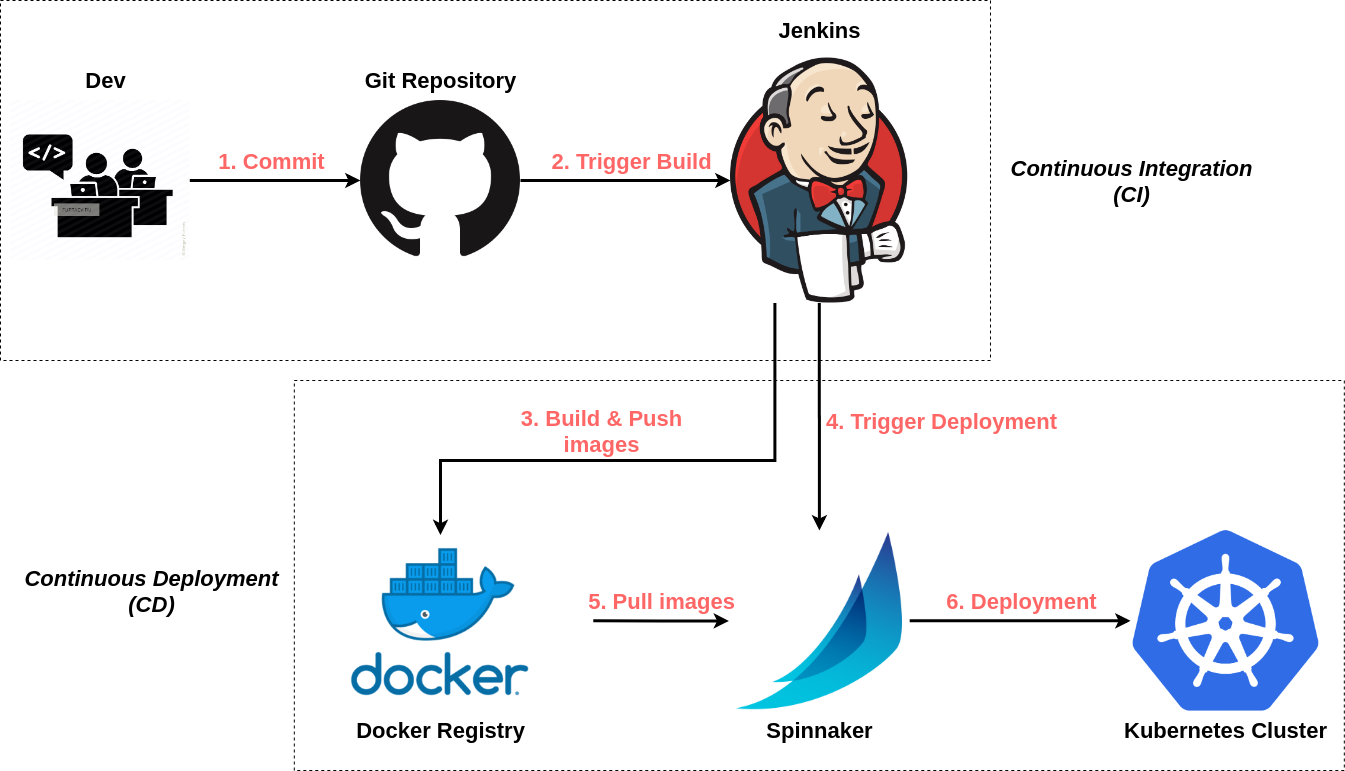 Jenkins
Dev
Git Repository
</>
1. Commit
2. Trigger Build
Continuous Integration
(CI)
3. Build & Push
images
4. Trigger Deployment
Continuous Deployment
(CD)
5. Pull images
6. Deployment
docker
Docker Registry
Spinnaker
Kubernetes Cluster